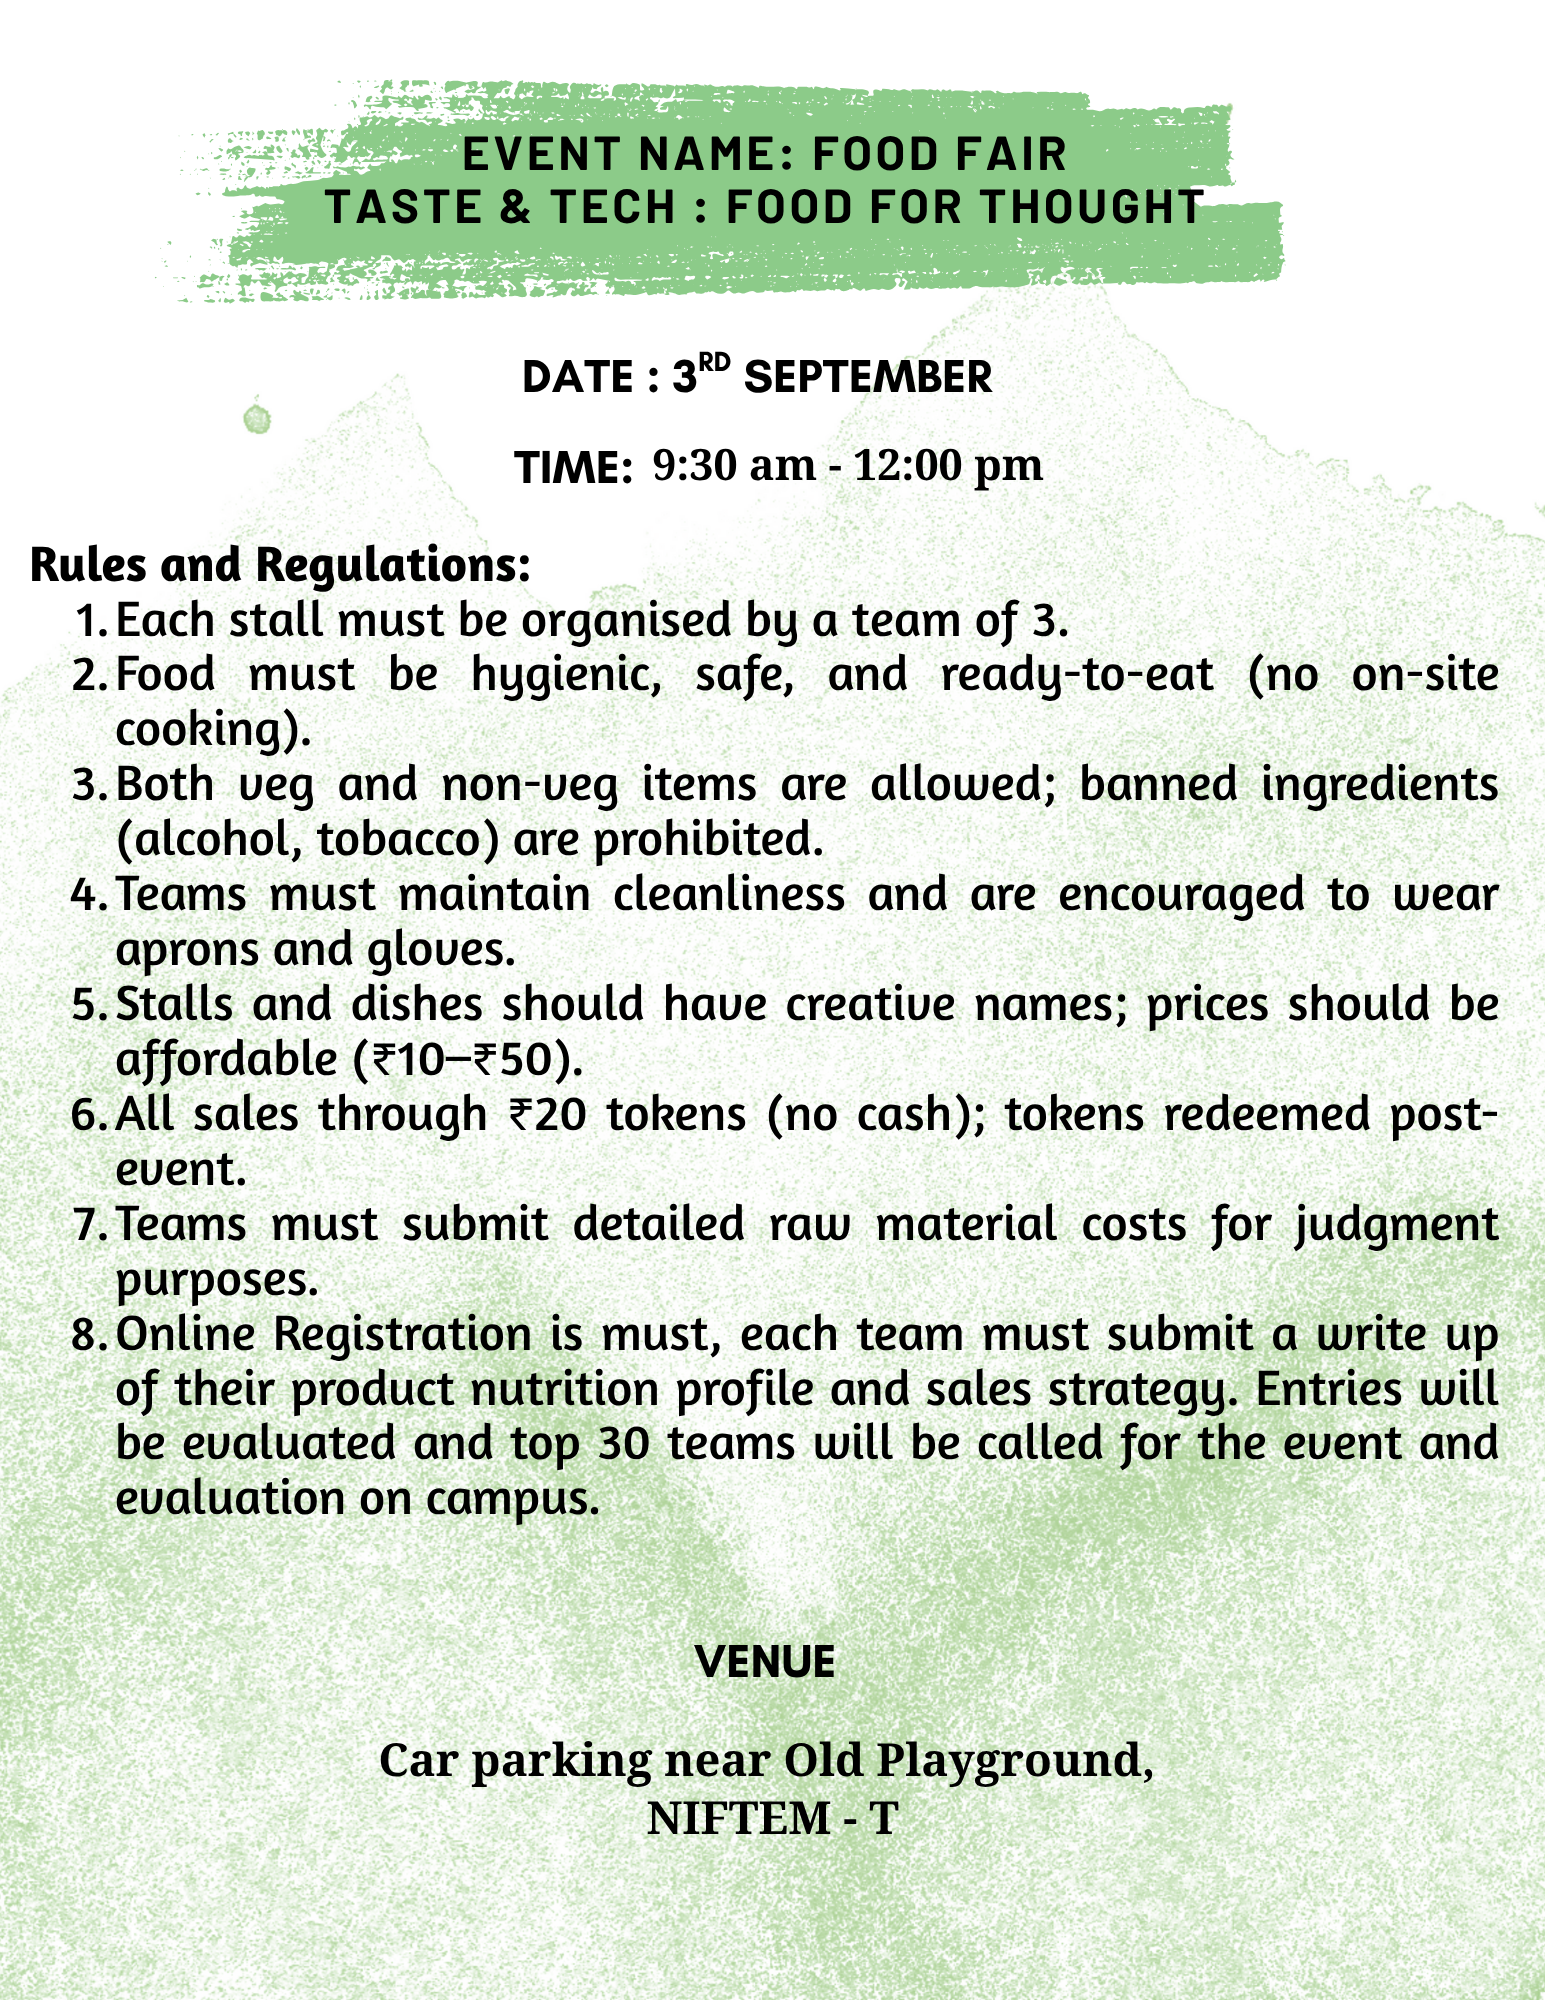 EVENT NAME: FOOD FAIR
TASTE & TECH : FOOD FOR THOUGHT
DATE : 3RD SEPTEMBER
TIME: 9:30 am - 12:00 pm
Rules and Regulations:
1. Each stall must be organised by a team of 3.
2. Food must be hygienic, safe, and ready-to-eat (no on-site
cooking).
3. Both veg and non-veg items are allowed; banned ingredients
(alcohol, tobacco) are prohibited.
4. Teams must maintain cleanliness and are encouraged to wear
aprons and gloves.
5. Stalls and dishes should have creative names; prices should be
affordable (₹10–₹50).
6. All sales through ₹20 tokens (no cash); tokens redeemed post-
event.
7. Teams must submit detailed raw material costs for judgment
purposes.
8. Online Registration is must, each team must submit a write up
of their product nutrition profile and sales strategy. Entries will
be evaluated and top 30 teams will be called for the event and
evaluation on campus.
VENUE
Car parking near Old Playground,
NIFTEM - T